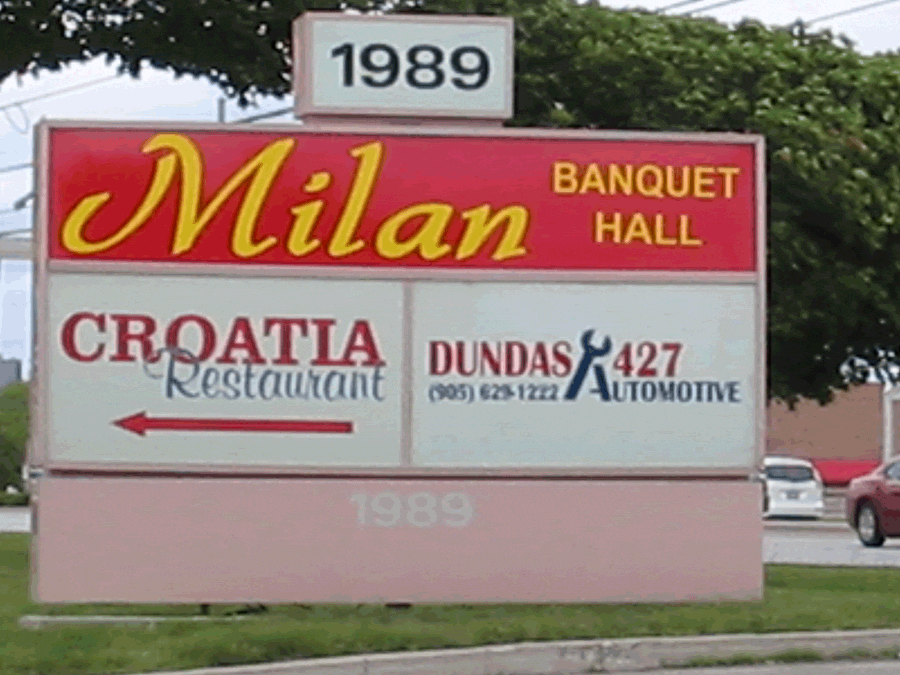 1989
Milan
BANQUET
HALL
CROATIA
Restaurant
DUNDAS 427
(905) 629-1222 AUTOMOTIVE
1989